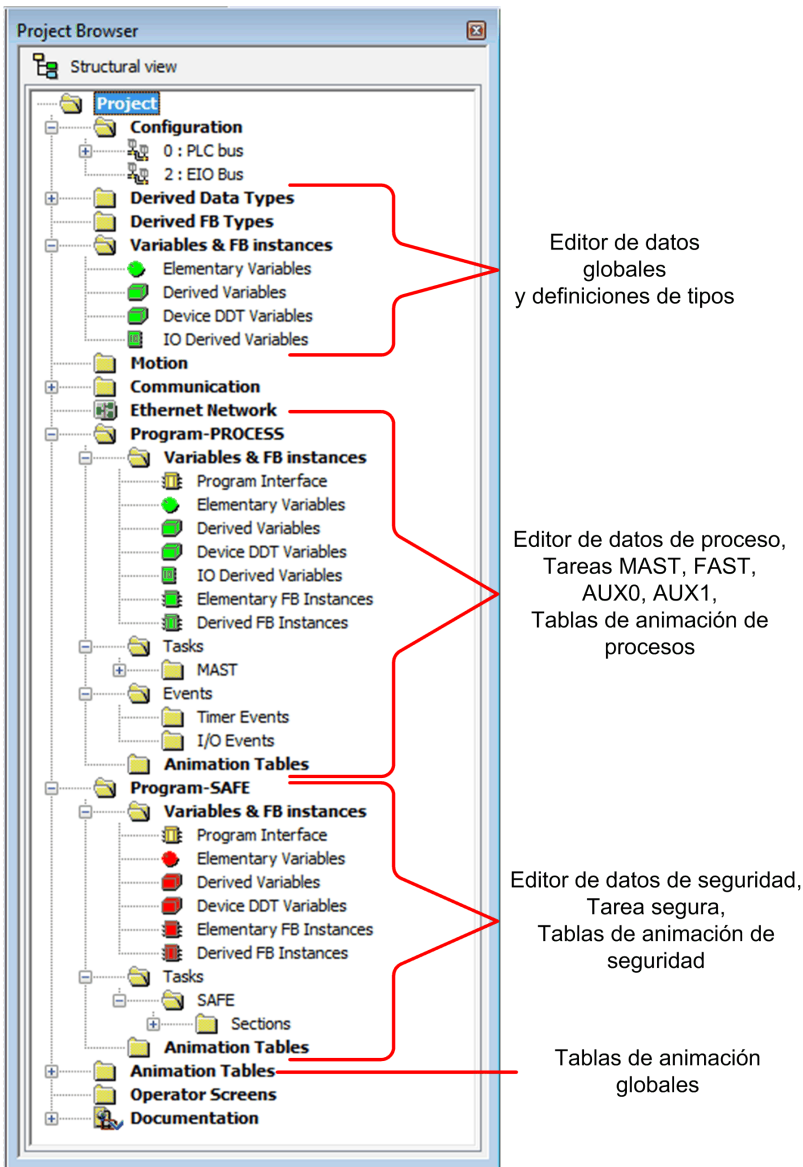 Project Browser
Structural view
Project
Configuration
0 : PLC bus
2 : EIO Bus
Derived Data Types
Derived FB Types
Variables & FB instances
Elementary Variables
Derived Variables
Device DDT Variables
IO Derived Variables
Motion
Communication
Ethernet Network
Program-PROCESS
Variables & FB instances
Program Interface
Elementary Variables
Derived Variables
Device DDT Variables
IO Derived Variables
Elementary FB Instances
Derived FB Instances
Tasks
MAST
Events
Timer Events
I/O Events
Animation Tables
Program-SAFE
Variables & FB instances
Program Interface
Elementary Variables
Derived Variables
Device DDT Variables
Elementary FB Instances
Derived FB Instances
Tasks
SAFE
Sections
Animation Tables
Animation Tables
Operator Screens
Documentation
Editor de datos
globales
y definiciones de tipos
Editor de datos de proceso,
Tareas MAST, FAST,
AUX0, AUX1,
Tablas de animación de
procesos
Editor de datos de seguridad,
Tarea segura,
Tablas de animación de
seguridad
Tablas de animación
globales